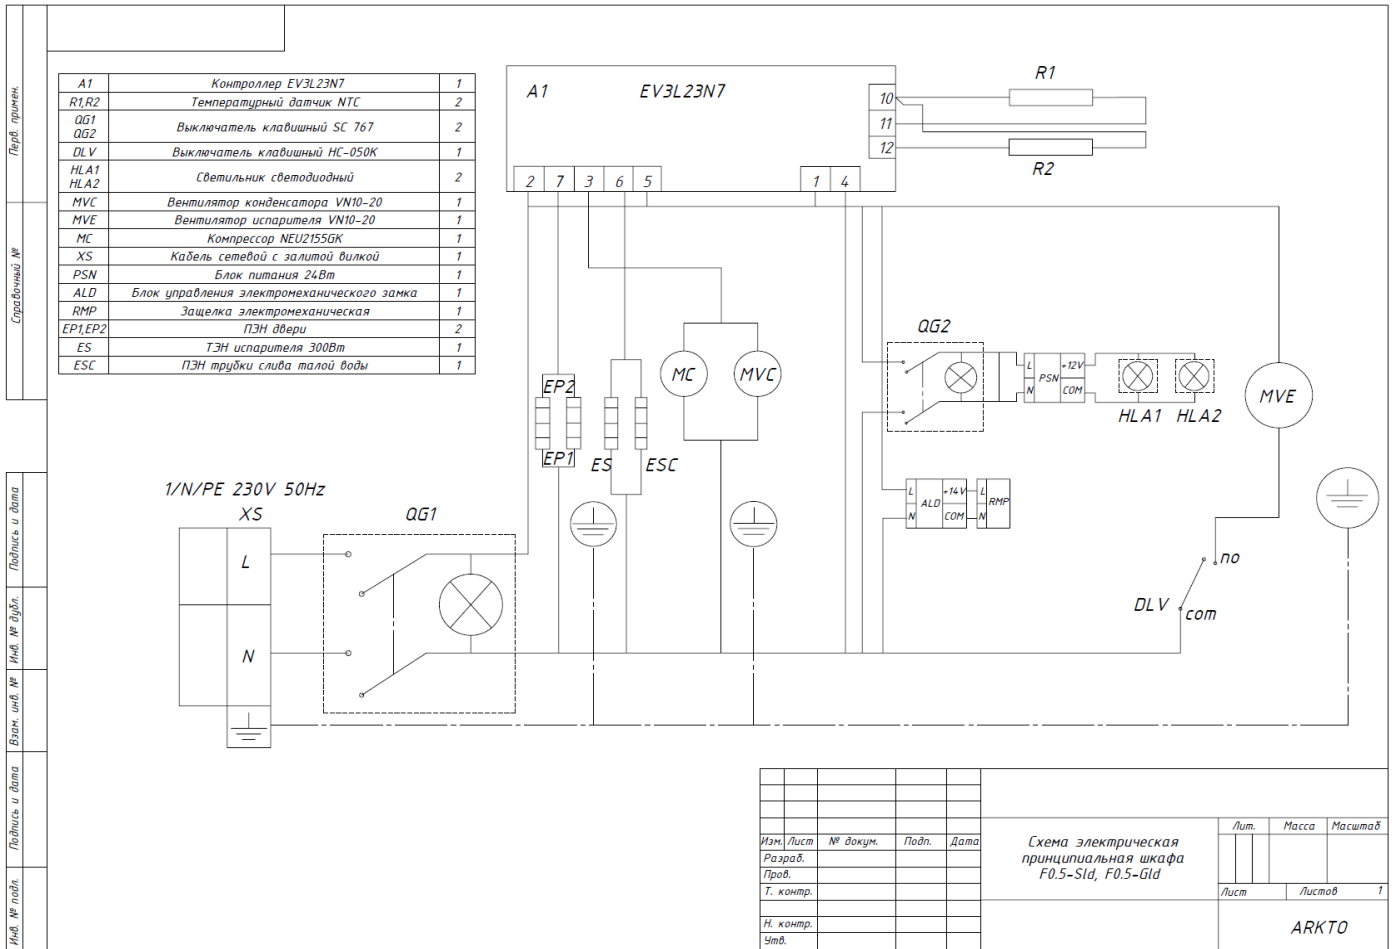 Перв. примен.
Справочный №
Подпись и дата
Инв. № дубл.
Взам. инв. №
Подпись и дата
Инв. № подл.
A1 Контроллер EV3L23N7 1
R1,R2 Температурный датчик NTC 2
QG1
QG2 Выключатель клавишный SC 767 2
DLV Выключатель клавишный НС-050К 1
HLA1
HLA2 Светильник светодиодный 2
MVC Вентилятор конденсатора VN10-20 1
MVE Вентилятор испарителя VN10-20 1
MC Компрессор NEU2155GK 1
XS Кабель сетевой с залитой вилкой 1
PSN Блок питания 24Вт 1
ALD Блок управления электромеханического замка 1
RMP Защелка электромеханическая 1
EP1,EP2 ПЭН двери 2
ES ТЭН испарителя 300Вт 1
ESC ПЭН трубки слива талой воды 1
A1 EV3L23N7
10
11
12
2 7 3 6 5 1 4
R1
R2
QG2
MC MVC
L
N
PSN
+12V
COM
HLA1 HLA2
MVE
EP2
EP1
ES ESC
L
N
ALD
+14V
COM
L
N
RMP
1/N/PE 230V 50Hz
XS
QG1
L
N
no
DLV
com
Изм. Лист № докум. Подп. Дата
Разраб.
Пров.
Т. контр.
Н. контр.
Утв.
Схема электрическая
принципиальная шкафа
F0.5-Sld, F0.5-Gld
Лит. Масса Масштаб
Лист Листов 1
ARKTO